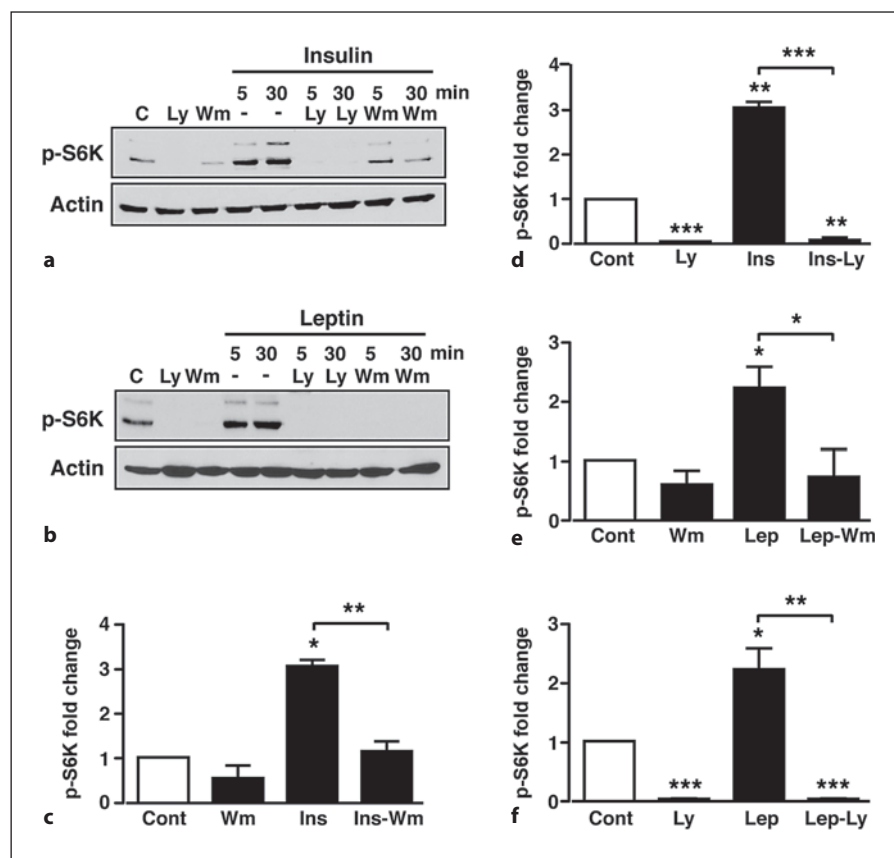 Insulin
5 30 5 30 5 30 min
C Ly Wm - - Ly Ly Wm Wm
p-S6K
Actin
a
Leptin
5 30 5 30 5 30 min
C Ly Wm - - Ly Ly Wm Wm
p-S6K
Actin
b
p-S6K fold change
4
3
2
1
0
*
**
Cont Wm Ins Ins-Wm
c
p-S6K fold change
4
3
2
1
0
***
**
***
**
Cont Ly Ins Ins-Ly
d
p-S6K fold change
3
2
1
0
*
*
Cont Wm Lep Lep-Wm
e
p-S6K fold change
3
2
1
0
**
*
***
***
Cont Ly Lep Lep-Ly
f